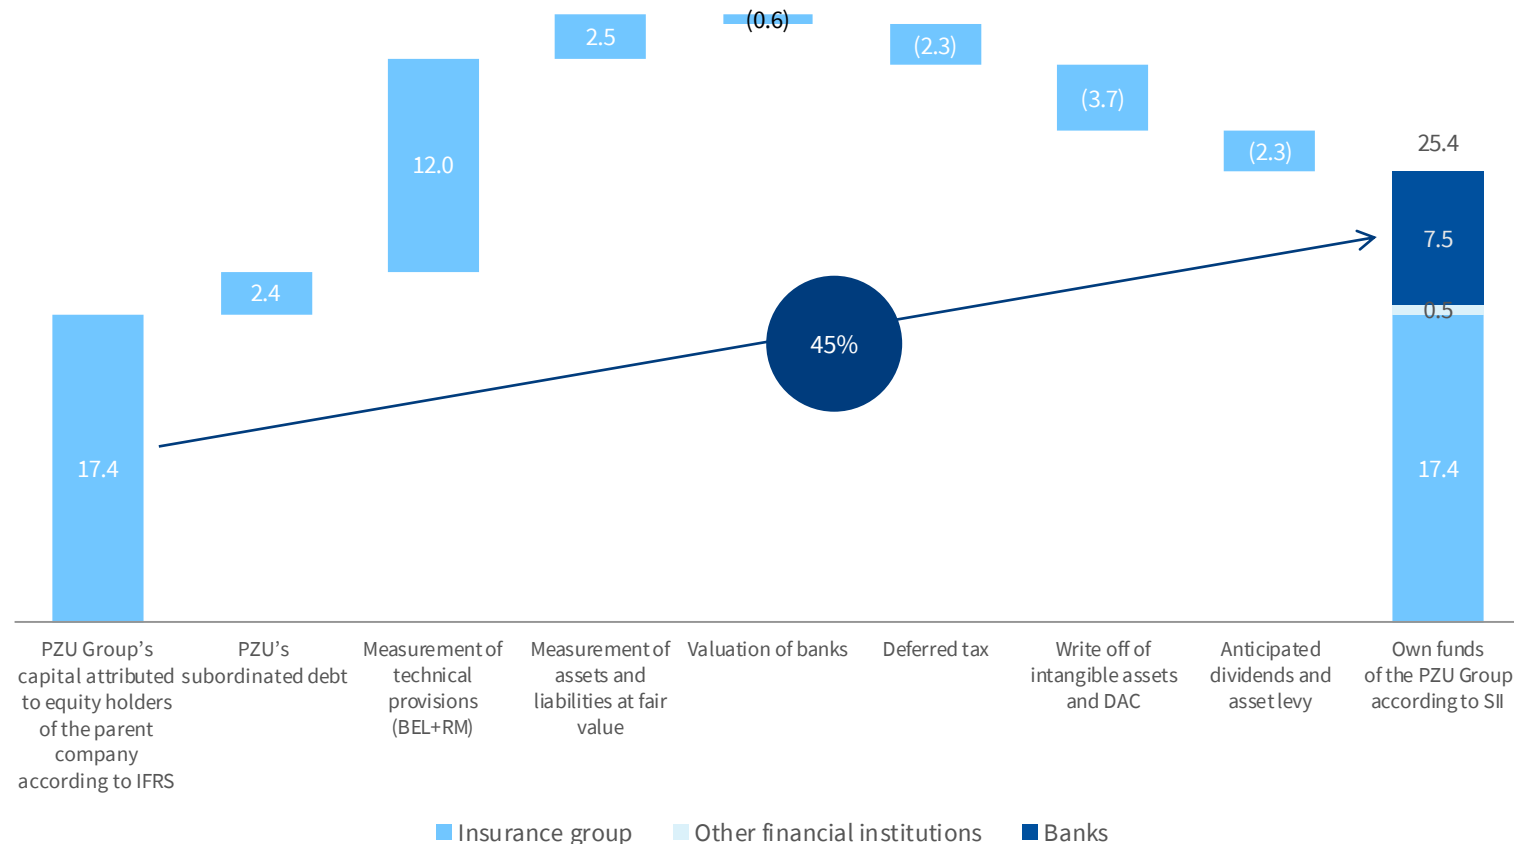 2.5
(0.6)
(2.3)
12.0
(3.7)
(2.3)
25.4
7.5
2.4
0.5
45%
17.4
17.4
PZU Group’s
capital attributed
to equity holders
of the parent
company
according to IFRS
PZU’s
subordinated debt
Measurement of
technical
provisions
(BEL+RM)
Measurement of
assets and
liabilities at fair
value
Valuation of banks
Deferred tax
Write off of
intangible assets
and DAC
Anticipated
dividends and
asset levy
Own funds
of the PZU Group
according to SII
Insurance group
Other financial institutions
Banks